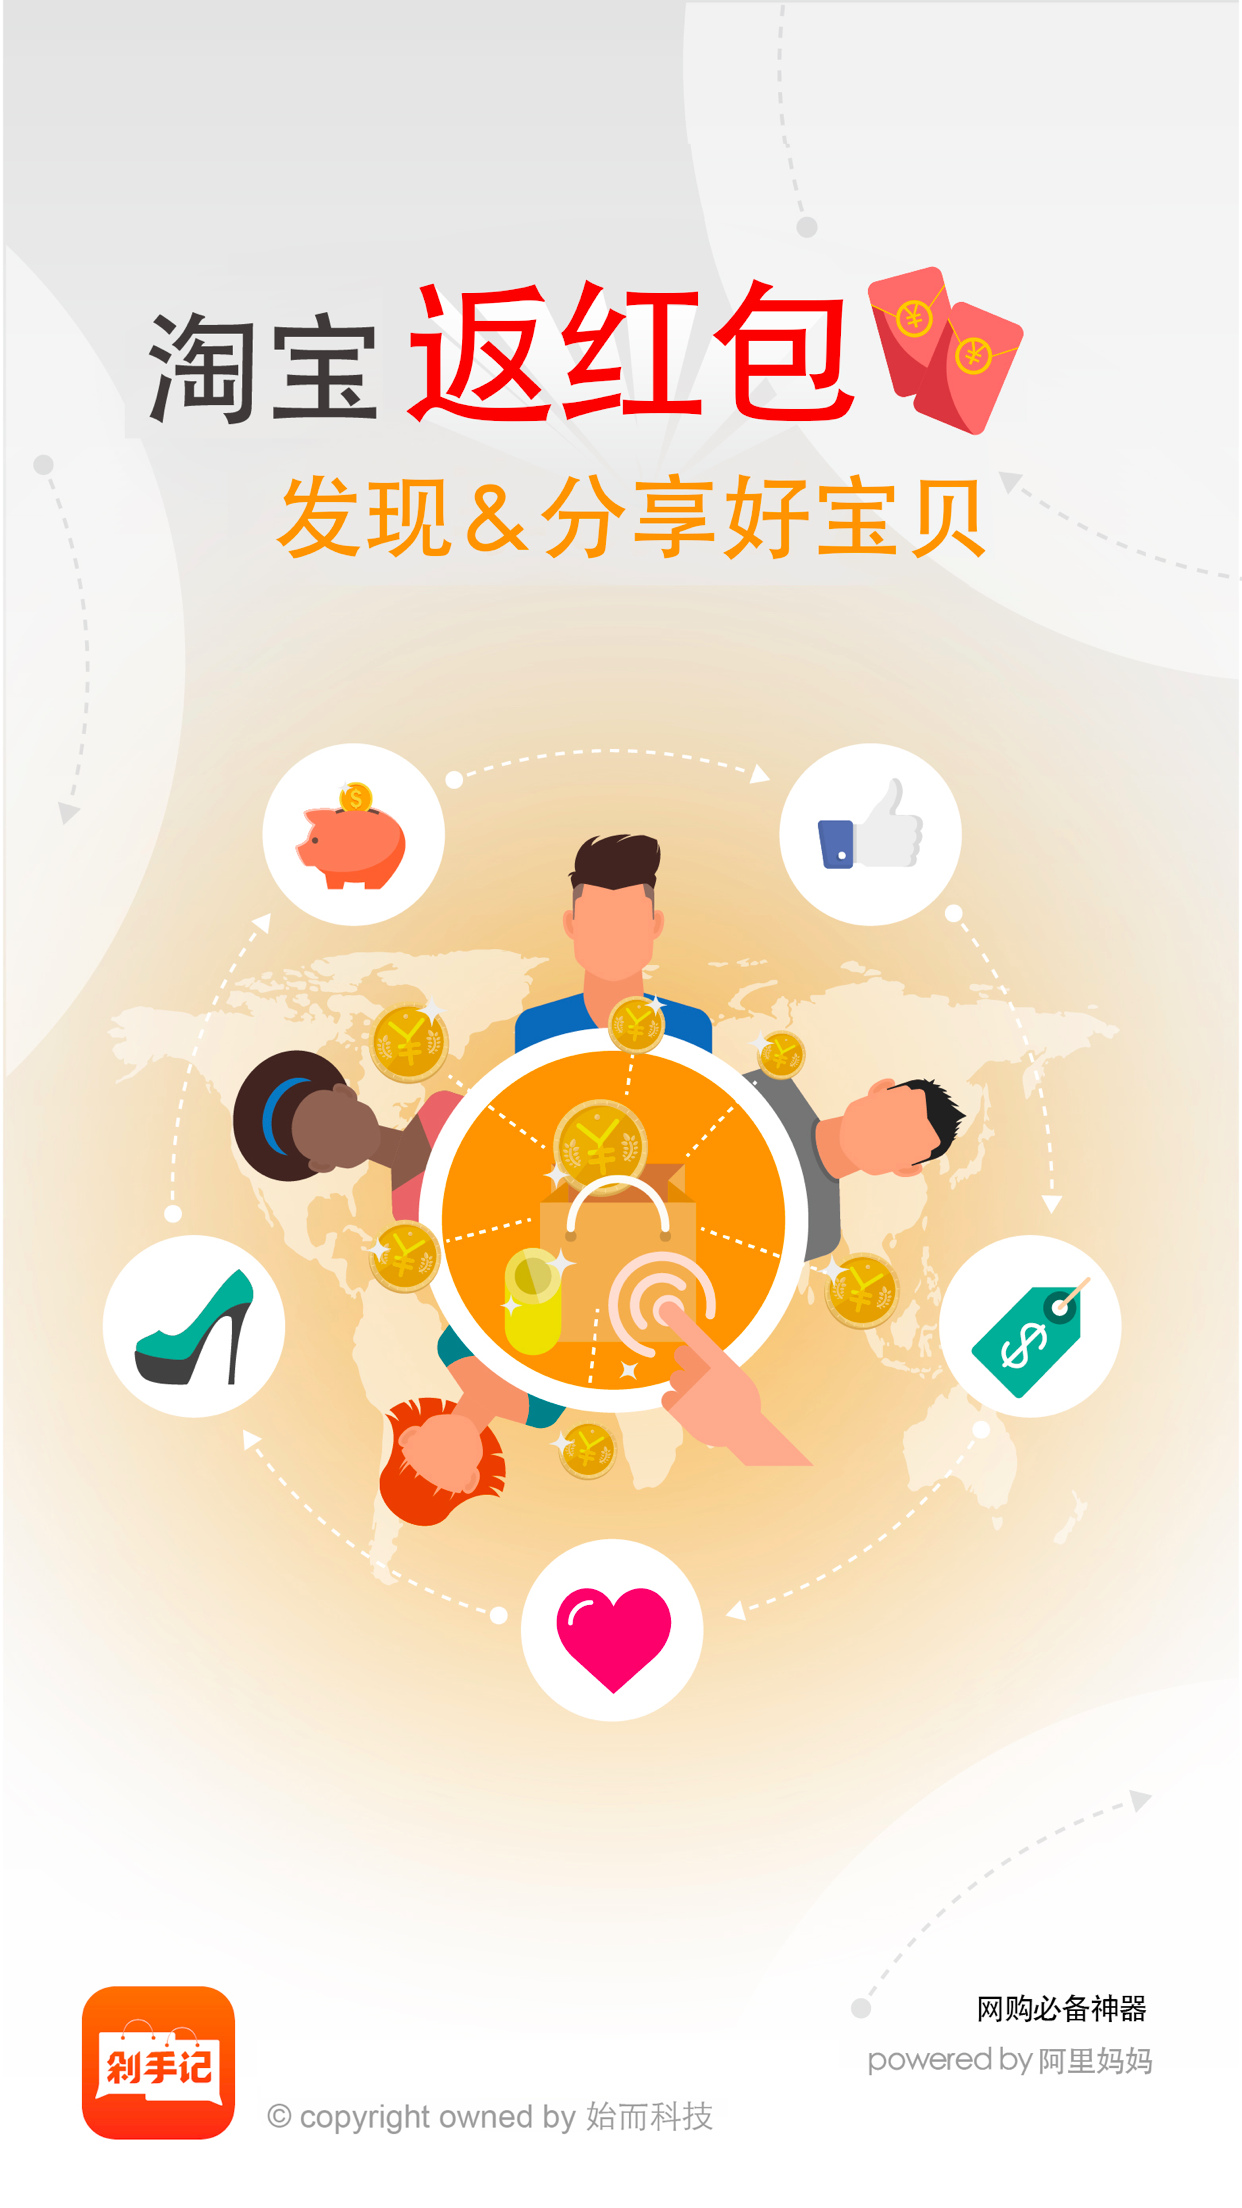 淘宝返红包
发现&分享好宝贝
剁手记
网购必备神器
powered by 阿里妈妈
© copyright owned by 始而科技